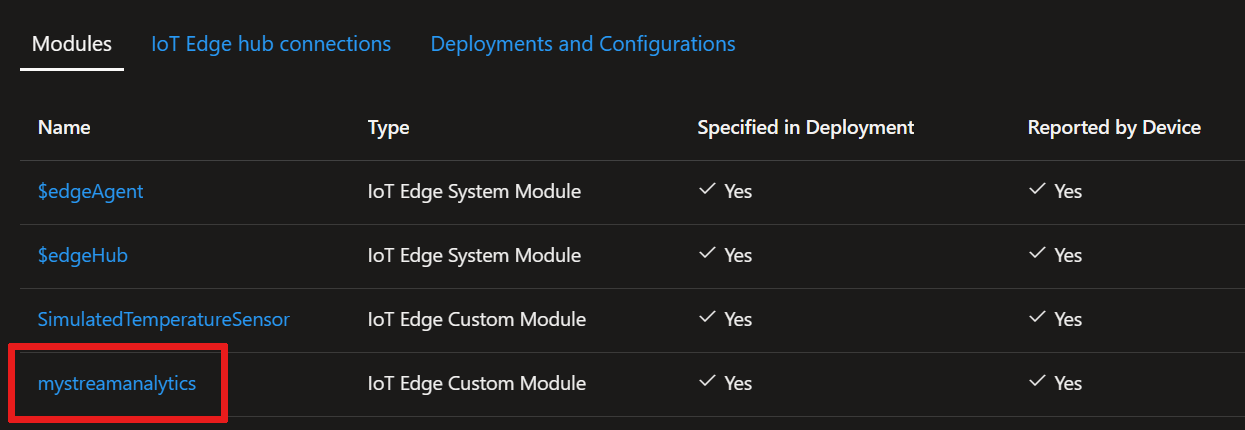 Modules IoT Edge hub connections Deployments and Configurations
Name Type Specified in Deployment Reported by Device
$edgeAgent IoT Edge System Module Yes Yes
$edgeHub IoT Edge System Module Yes Yes
SimulatedTemperatureSensor IoT Edge Custom Module Yes Yes
mystreamanalytics IoT Edge Custom Module Yes Yes